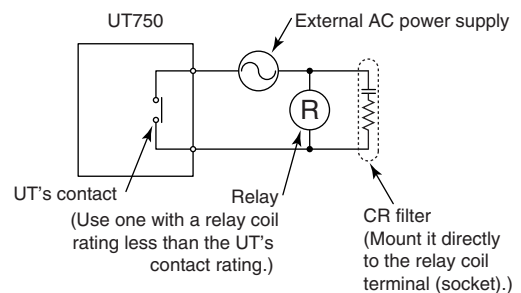 UT750
External AC power supply
R
UT's contact
Relay
(Use one with a relay coil
rating less than the UT's
contact rating.)
CR filter
(Mount it directly
to the relay coil
terminal (socket).)